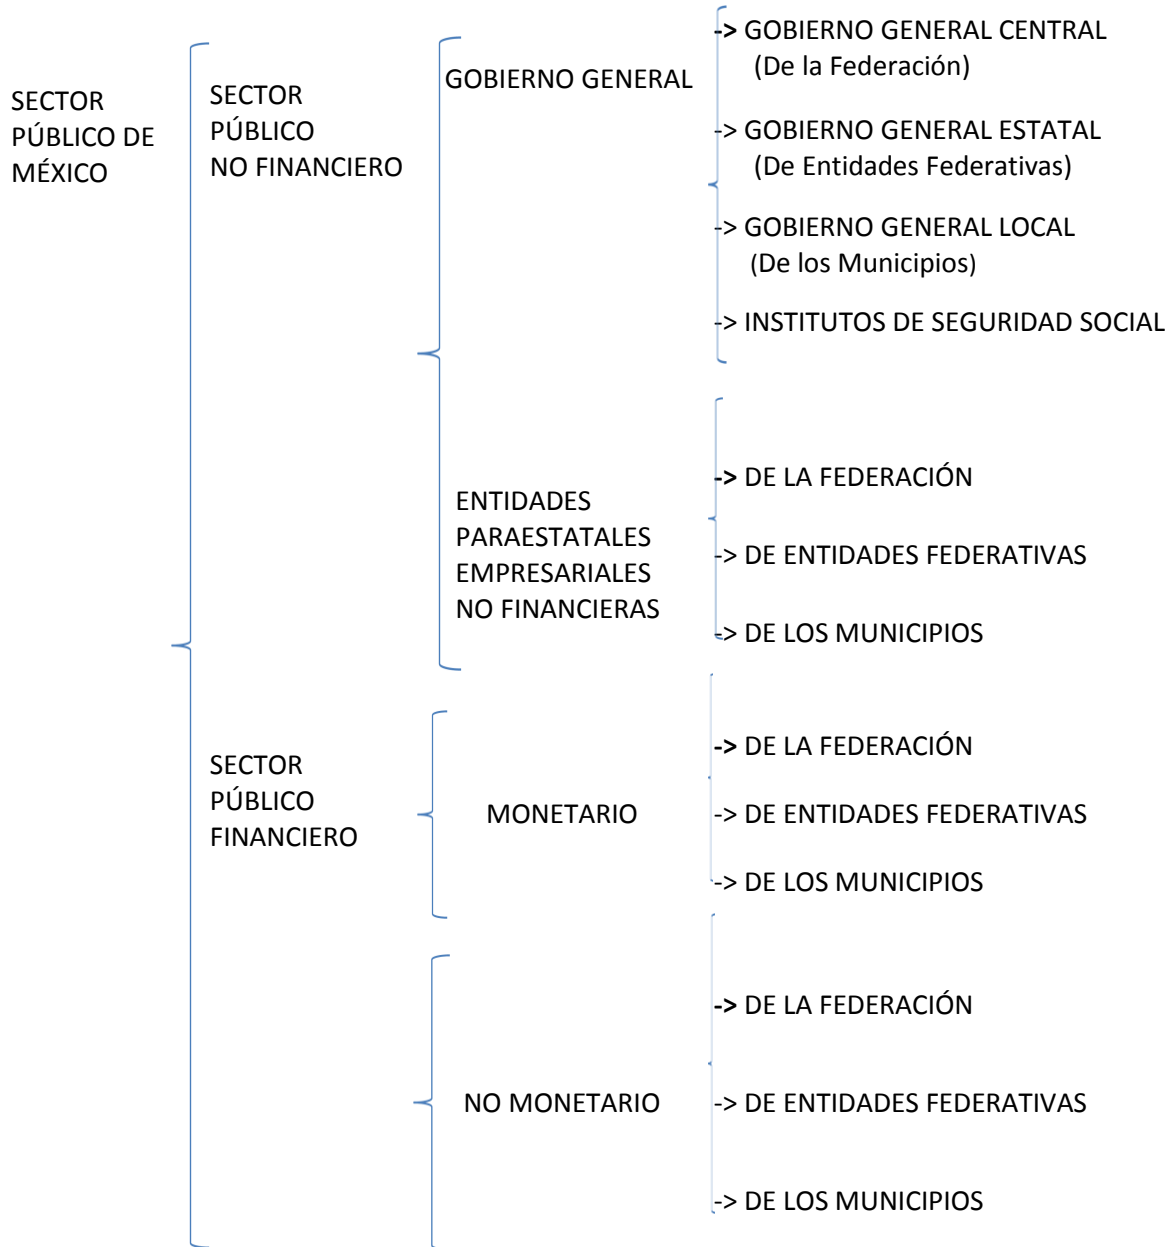 SECTOR
PÚBLICO DE
MÉXICO
SECTOR
PÚBLICO
NO FINANCIERO
GOBIERNO GENERAL
-> GOBIERNO GENERAL CENTRAL
(De la Federación)
-> GOBIERNO GENERAL ESTATAL
(De Entidades Federativas)
-> GOBIERNO GENERAL LOCAL
(De los Municipios)
-> INSTITUTOS DE SEGURIDAD SOCIAL
ENTIDADES
PARAESTATALES
EMPRESARIALES
NO FINANCIERAS
-> DE LA FEDERACIÓN
-> DE ENTIDADES FEDERATIVAS
-> DE LOS MUNICIPIOS
SECTOR
PÚBLICO
FINANCIERO
MONETARIO
-> DE LA FEDERACIÓN
-> DE ENTIDADES FEDERATIVAS
-> DE LOS MUNICIPIOS
NO MONETARIO
-> DE LA FEDERACIÓN
-> DE ENTIDADES FEDERATIVAS
-> DE LOS MUNICIPIOS